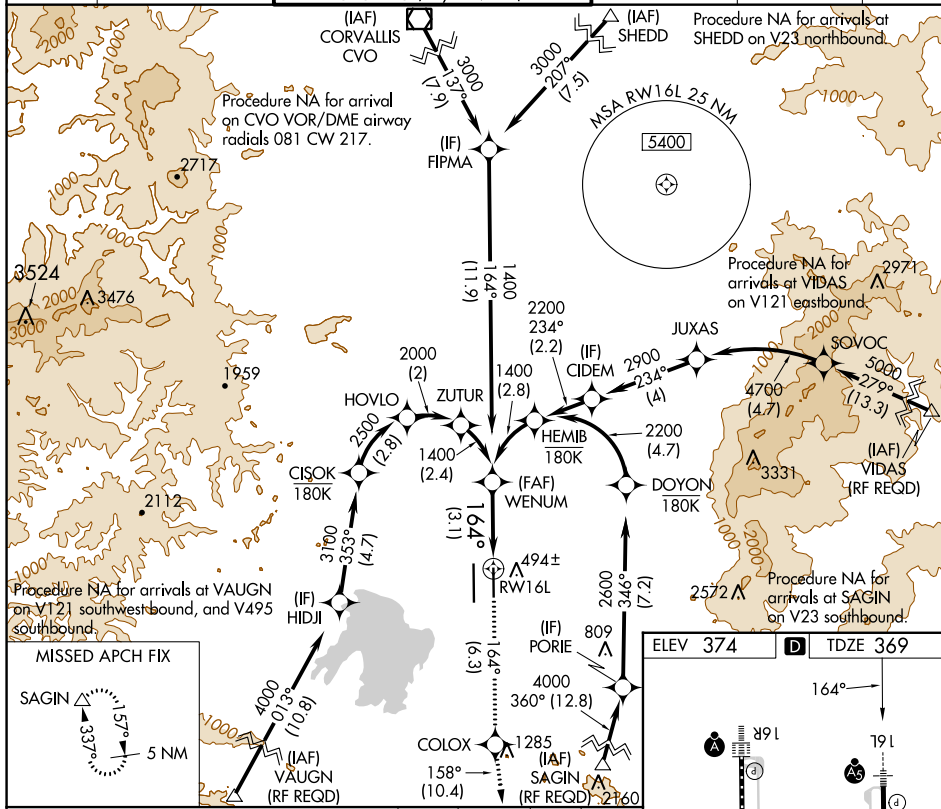 (IAF)
CORVALLIS
CVO
(IAF)
SHEDD
Procedure NA for arrivals at
SHEDD on V23 northbound.
2000
1000
3000
137°
(7.9)
3000
207°
(7.5)
1000
Procedure NA for arrival
on CVO VOR/DME airway
radials 081 CW 217.
MSA RW16L 25 NM
5400
(IF)
FIPMA
2717
1000
1000
1000
3524
2000
3476
3000
1400
164°
(11.9)
Procedure NA for
arrivals at VIDAS
on V121 eastbound.
2971
2000
1000
2200
234°
(2.2)
JUXAS
SOVOC
(IF)
CIDEM
2900
234°
(4)
4700
(4.7)
5000
279°
(13.3)
1959
2000
(2)
HOVLO
ZUTUR
1400
(2.8)
2500
(2.8)
1400
(2.4)
HEMIB
180K
2200
(4.7)
(IAF)
VIDAS
(RF REQD)
CISOK
180K
(FAF)
WENUM
DOYON
180K
3331
2112
3100
353°
(4.7)
164°
(3.1)
2000
1000
494±
RW16L
2600
346°
(7.2)
2572
Procedure NA for
arrivals at SAGIN
on V23 southbound.
Procedure NA for arrivals at VAUGN
on V121 southwest bound, and V495
southbound.
(IF)
HIDJI
164°
(6.3)
(IF)
PORIE
809
4000
360° (12.8)
MISSED APCH FIX
SAGIN
157°
337°
5 NM
4000
013°
(10.8)
1000
(IAF)
VAUGN
(RF REQD)
COLOX
1285
158°
(10.4)
(IAF)
SAGIN
(RF REQD)
2160
ELEV 374
D
TDZE 369
164°
16R
16L
A
A5
P
P